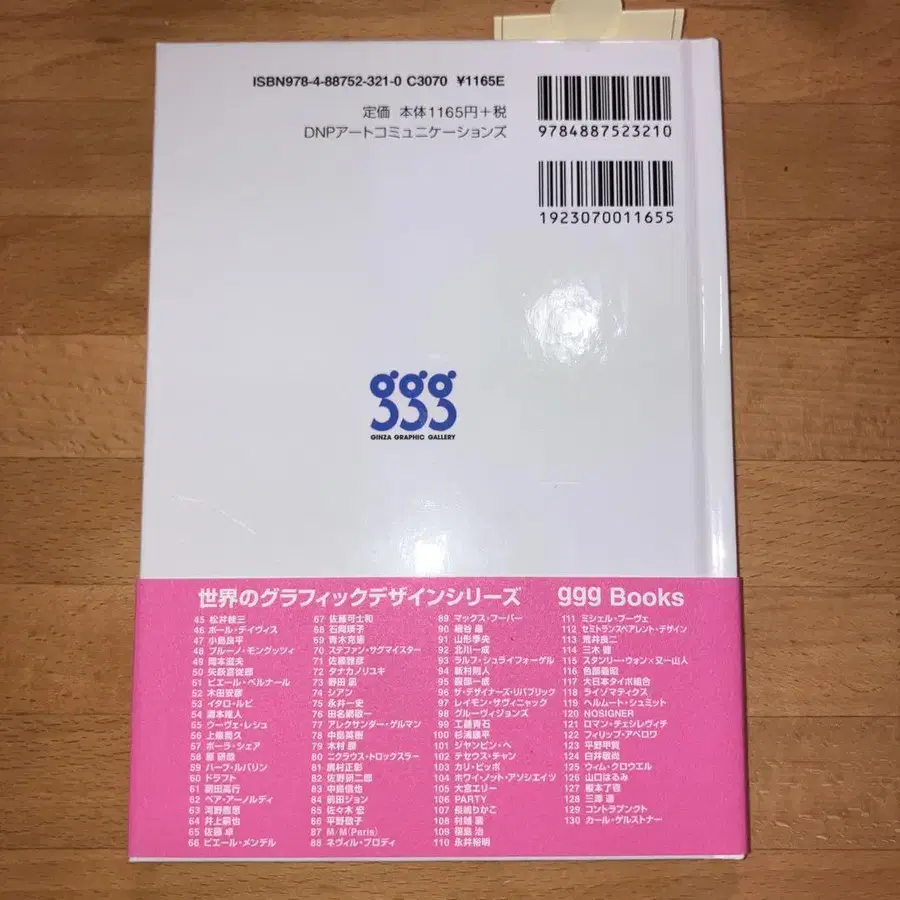 ISBN978-4-88752-321-0 C3070 ¥1165E
定価 本体1165円+税
DNPアートコミュニケーションズ
9784887523210
1923070011655
ggg
GINZA GRAPHIC GALLERY
世界のグラフィックデザインシリーズ ggg Books
45 松井桂三
46 ポール・デイヴィス
47 小島良平
48 ブルーノ・モングッツィ
49 岡本滋夫
50 矢萩喜從郎
51 ピエール・ベルナール
52 木田安彦
53 イタロ・ルピ
54 瀧本唯人
55 ウーヴェ・レシュ
56 上條喬久
57 ポーラ・シェア
58 原 研哉
59 ハーブ・ルバリン
60 ドラフト
61 副田高行
62 ペア・アーノルディ
63 河野鷹思
64 井上嗣也
65 佐藤 卓
66 ピエール・メンデル
67 佐藤可士和
68 石岡瑛子
69 青木克憲
70 ステファン・サグマイスター
71 佐藤雅彦
72 タナカノリユキ
73 野田 凪
74 シアン
75 永井一史
76 田名網敬一
77 アレクサンダー・ゲルマン
78 中島英樹
79 木村 勝
80 ニクラウス・トロックスラー
81 奥村正
82 佐野研二郎
83 中島信也
84 前田ジョン
85 佐々木 宏
86 平野敬子
87 M/M(Paris)
88 ネヴィル・ブロディ
89 マックス・フーバー
90 細谷 巖
91 山形季央
92 北川一成
93 ラルフ・シュライフォーゲル
94 新村則人
95 服部一成
96 ザ・デザイナーズ・リパブリック
97 レイモン・サヴィニャック
98 グルーヴィジョンズ
99 工藤青石
100 杉浦康平
101 ジャンピン・ヘ
102 テセウス・チャン
103 カリ・ピッポ
104 ホワイ・ノット・アソシエイツ
105 大宮エリー
106 PARTY
107 長嶋りかこ
108 村越 襄
109 福島 治
110 永井裕明
111 ミシェル・ブーヴェ
112 セミトランスペアレント・デザイン
113 荒井良二
114 三木 健
115 スタンリー・ウォン×又一山人
116 色部義昭
117 大日本タイポ組合
118 ライゾマティクス
119 ヘルムート・シュミット
120 NOSIGNER
121 ロマン・チェシレヴィチ
122 フィリップ・アペロワ
123 平野甲賀
124 白井敬尚
125 ウィム・クロウエル
126 山口はるみ
127 榎本了壱
128 三澤 遥
129 コントラプンクト
130 カール・ゲルストナー